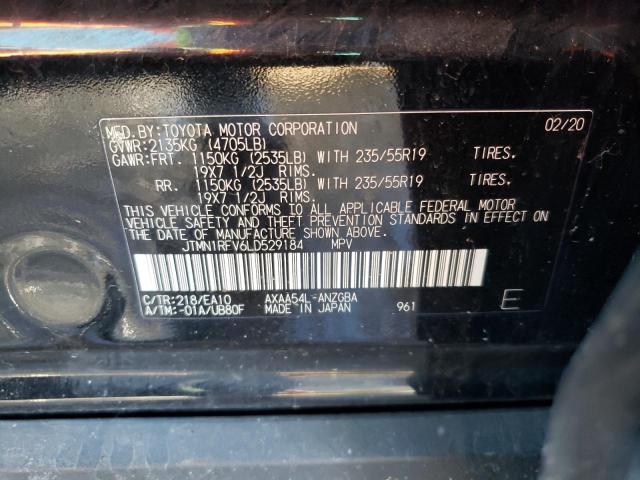 MFD.BY:TOYOTA MOTOR CORPORATION 02/20
GVWR:2135KG (4705LB)
GAWR:FRT. 1150KG (2535LB) WITH 235/55R19 TIRES.
19X7 1/2J RIMS.
RR. 1150KG (2535LB) WITH 235/55R19 TIRES.
19X7 1/2J RIMS.
THIS VEHICLE CONFORMS TO ALL APPLICABLE FEDERAL MOTOR
VEHICLE SAFETY AND THEFT PREVENTION STANDARDS IN EFFECT
ON THE DATE OF MANUFACTURE SHOWN ABOVE.
JTMN1RFV6LD529184 MPV
C/TR:218/EA10 AXAA54L-ANZGBA
A/TM:-01A/UB80F MADE IN JAPAN 961 E